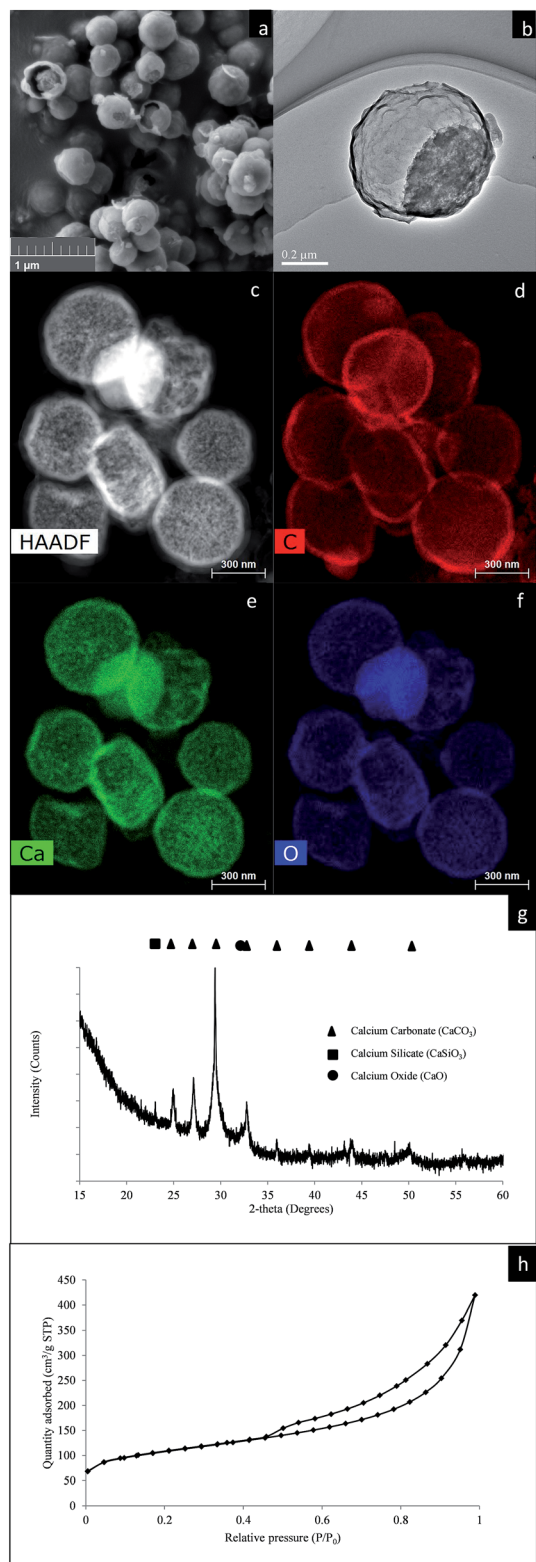 a
b
1 µm
0.2 µm
c
d
HAADF
300 nm
C
300 nm
e
f
Ca
300 nm
O
300 nm
g
Calcium Carbonate (CaCO₃)
Calcium Silicate (CaSiO₃)
Calcium Oxide (CaO)
Intensity (Counts)
15 20 25 30 35 40 45 50 55 60
2-theta (Degrees)
h
Quantity adsorbed (cm³/g STP)
450
400
350
300
250
200
150
100
50
0
0 0.2 0.4 0.6 0.8 1
Relative pressure (P/P₀)